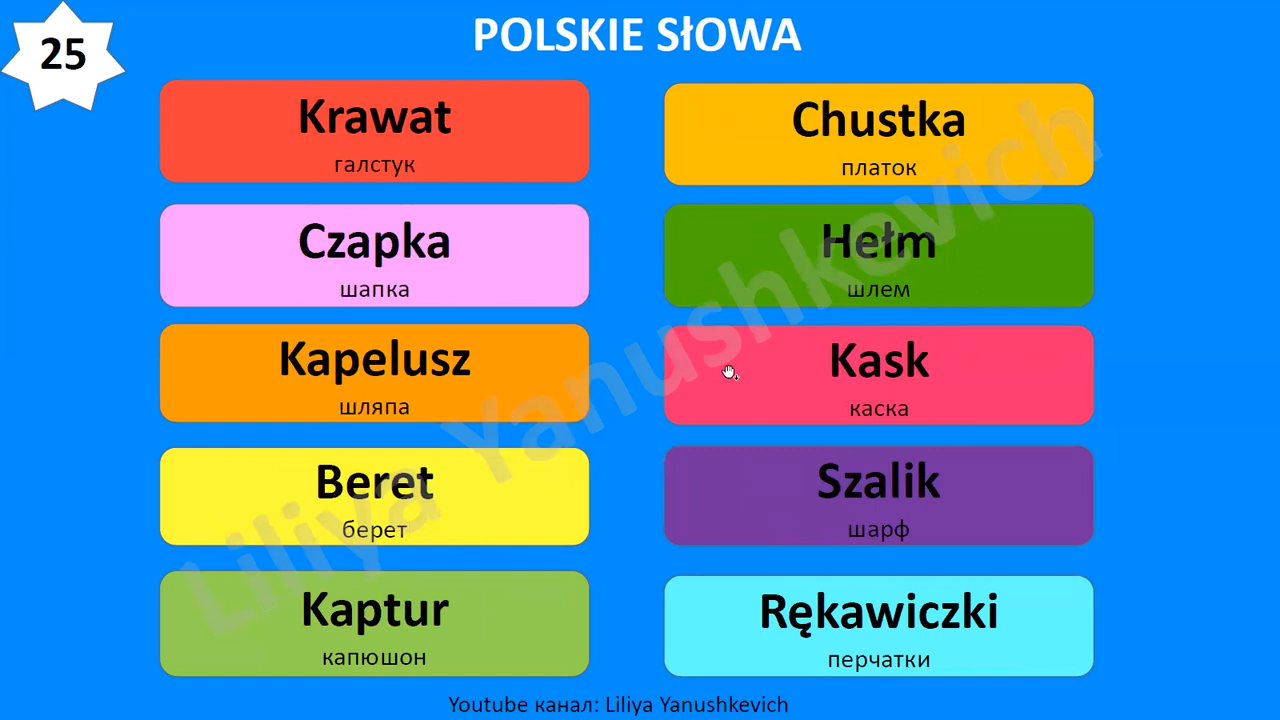 25
POLSKIE SłOWA
Krawat
галстук
Chustka
платок
Czapka
шапка
Hełm
шлем
Kapelusz
шляпа
Kask
каска
Beret
берет
Szalik
шарф
Kaptur
капюшон
Rękawiczki
перчатки
Liliya Yanushkevich
Youtube канал: Liliya Yanushkevich